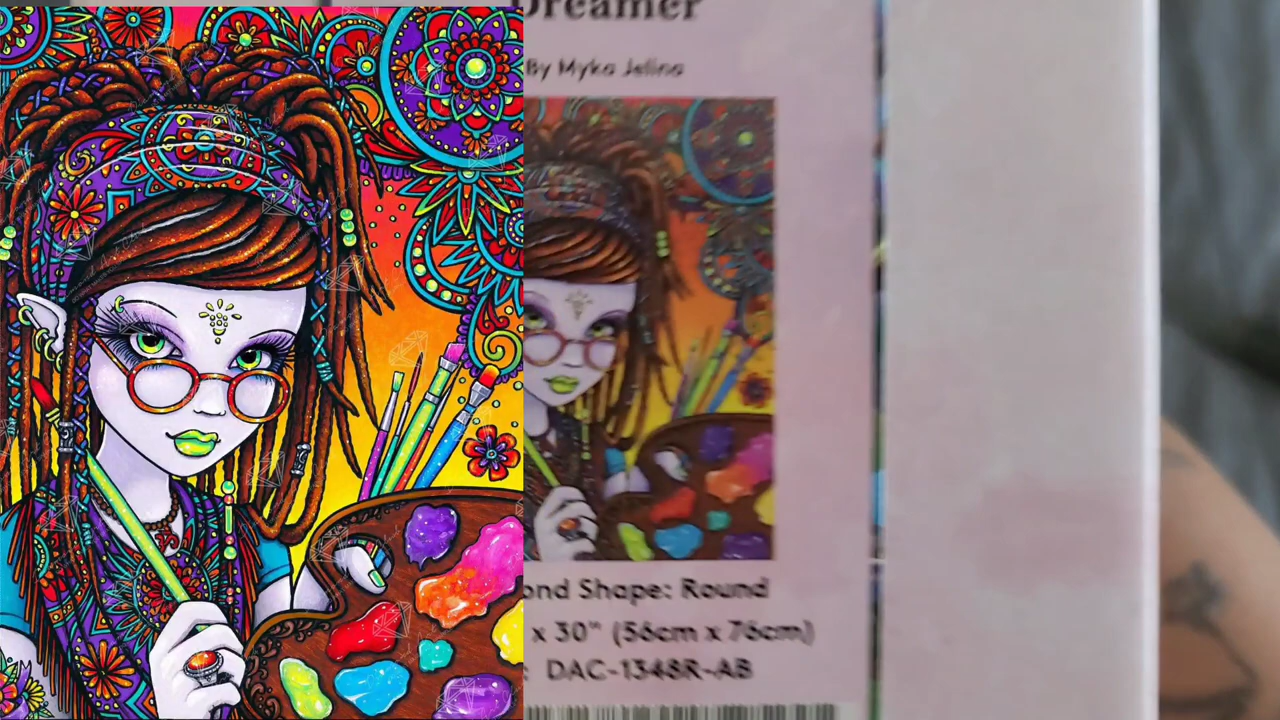 Dreamer
By Myka Jelina
ond Shape: Round
x 30" (56cm x 76cm)
: DAC-1348R-AB